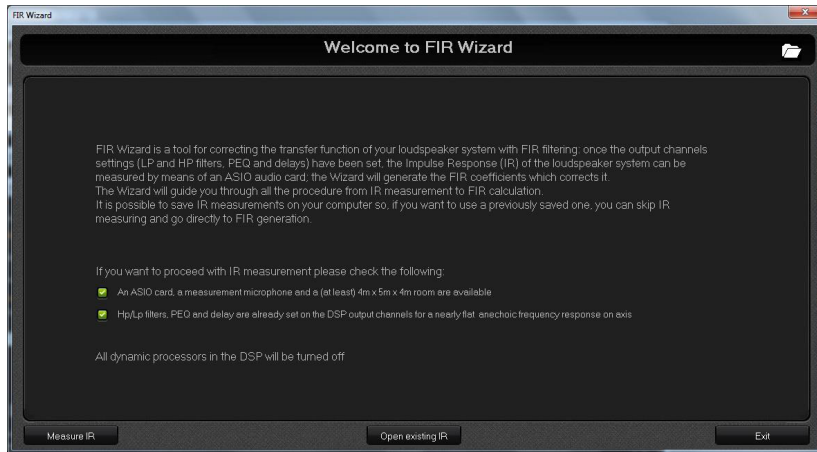 FIR Wizard
Welcome to FIR Wizard
FIR Wizard is a tool for correcting the transfer function of your loudspeaker system with FIR filtering: once the output channels
settings (LP and HP filters, PEQ and delays) have been set, the Impulse Response (IR) of the loudspeaker system can be
measured by means of an ASIO audio card; the Wizard will generate the FIR coefficients which corrects it.
The Wizard will guide you through all the procedure from IR measurement to FIR calculation.
It is possible to save IR measurements on your computer so, if you want to use a previously saved one, you can skip IR
measuring and go directly to FIR generation.
If you want to proceed with IR measurement please check the following:
An ASIO card, a measurement microphone and a (at least) 4m x 5m x 4m room are available
Hp/Lp filters, PEQ and delay are already set on the DSP output channels for a nearly flat anechoic frequency response on axis
All dynamic processors in the DSP will be turned off
Measure IR
Open existing IR
Exit